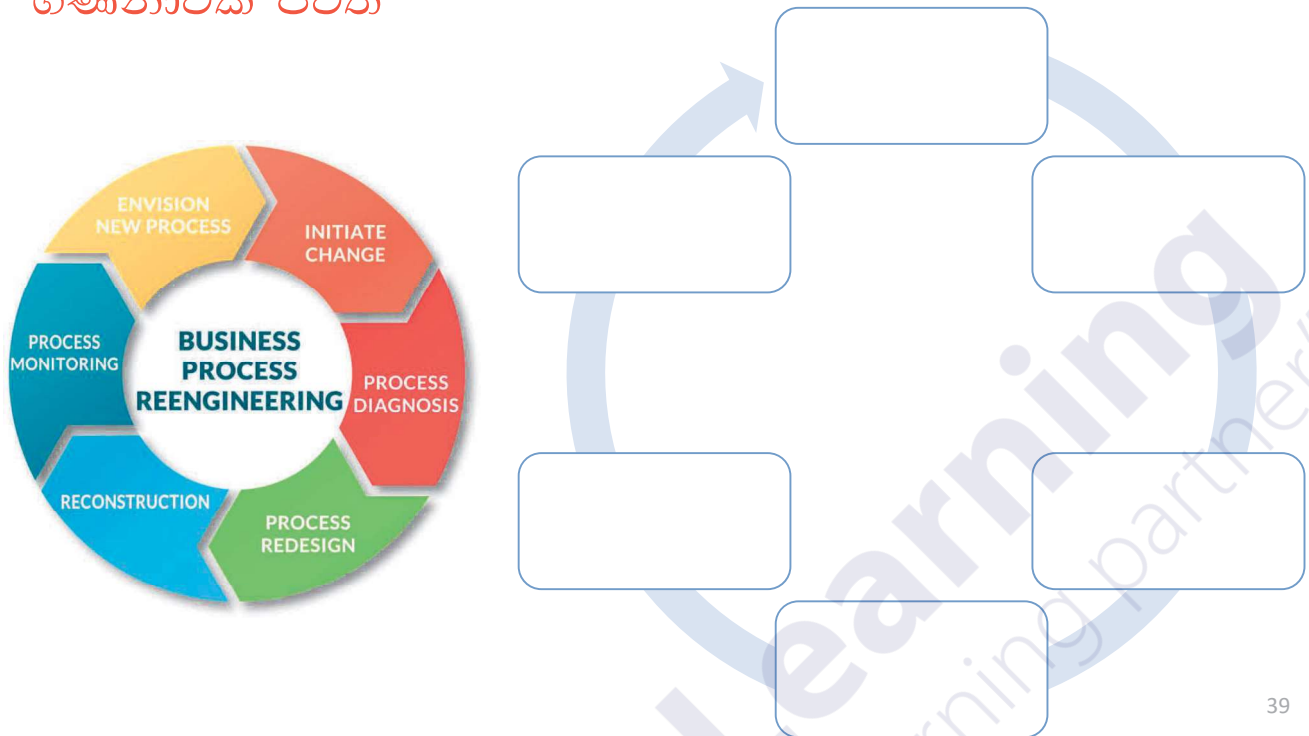 ENVISION
NEW PROCESS
INITIATE
CHANGE
PROCESS
DIAGNOSIS
PROCESS
REDESIGN
RECONSTRUCTION
PROCESS
MONITORING
BUSINESS
PROCESS
REENGINEERING
Learning
39